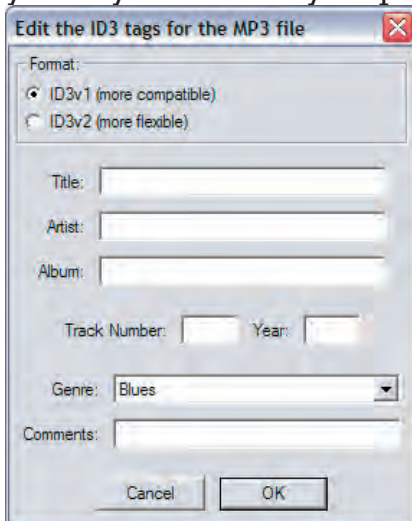 Edit the ID3 tags for the MP3 file
Format:
ID3v1 (more compatible)
ID3v2 (more flexible)
Title:
Artist:
Album:
Track Number: Year:
Genre: Blues
Comments:
Cancel OK